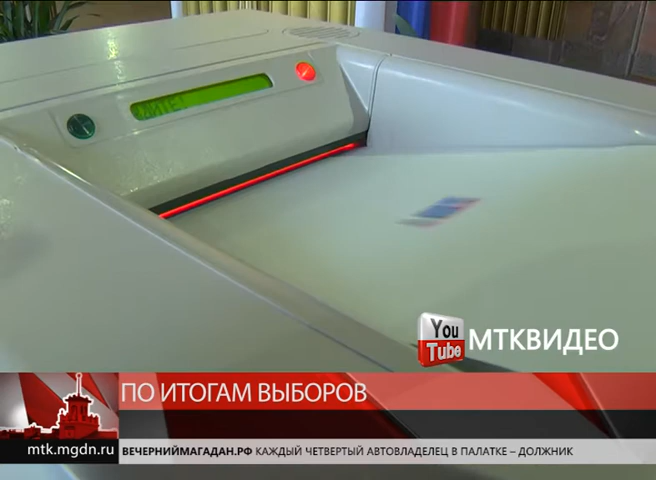 You
Tube
МТКВИДЕО
ПО ИТОГАМ ВЫБОРОВ
mtk.mgdn.ru
ВЕЧЕРНИЙМАГАДАН.РФ КАЖДЫЙ ЧЕТВЕРТЫЙ АВТОВЛАДЕЛЕЦ В ПАЛАТКЕ – ДОЛЖНИК